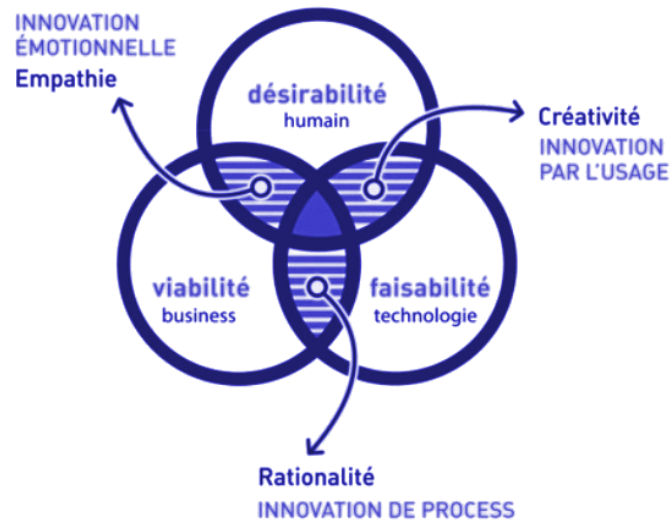 INNOVATION
ÉMOTIONNELLE
Empathie
désirabilité
humain
Créativité
INNOVATION
PAR L'USAGE
viabilité
business
faisabilité
technologie
Rationalité
INNOVATION DE PROCESS